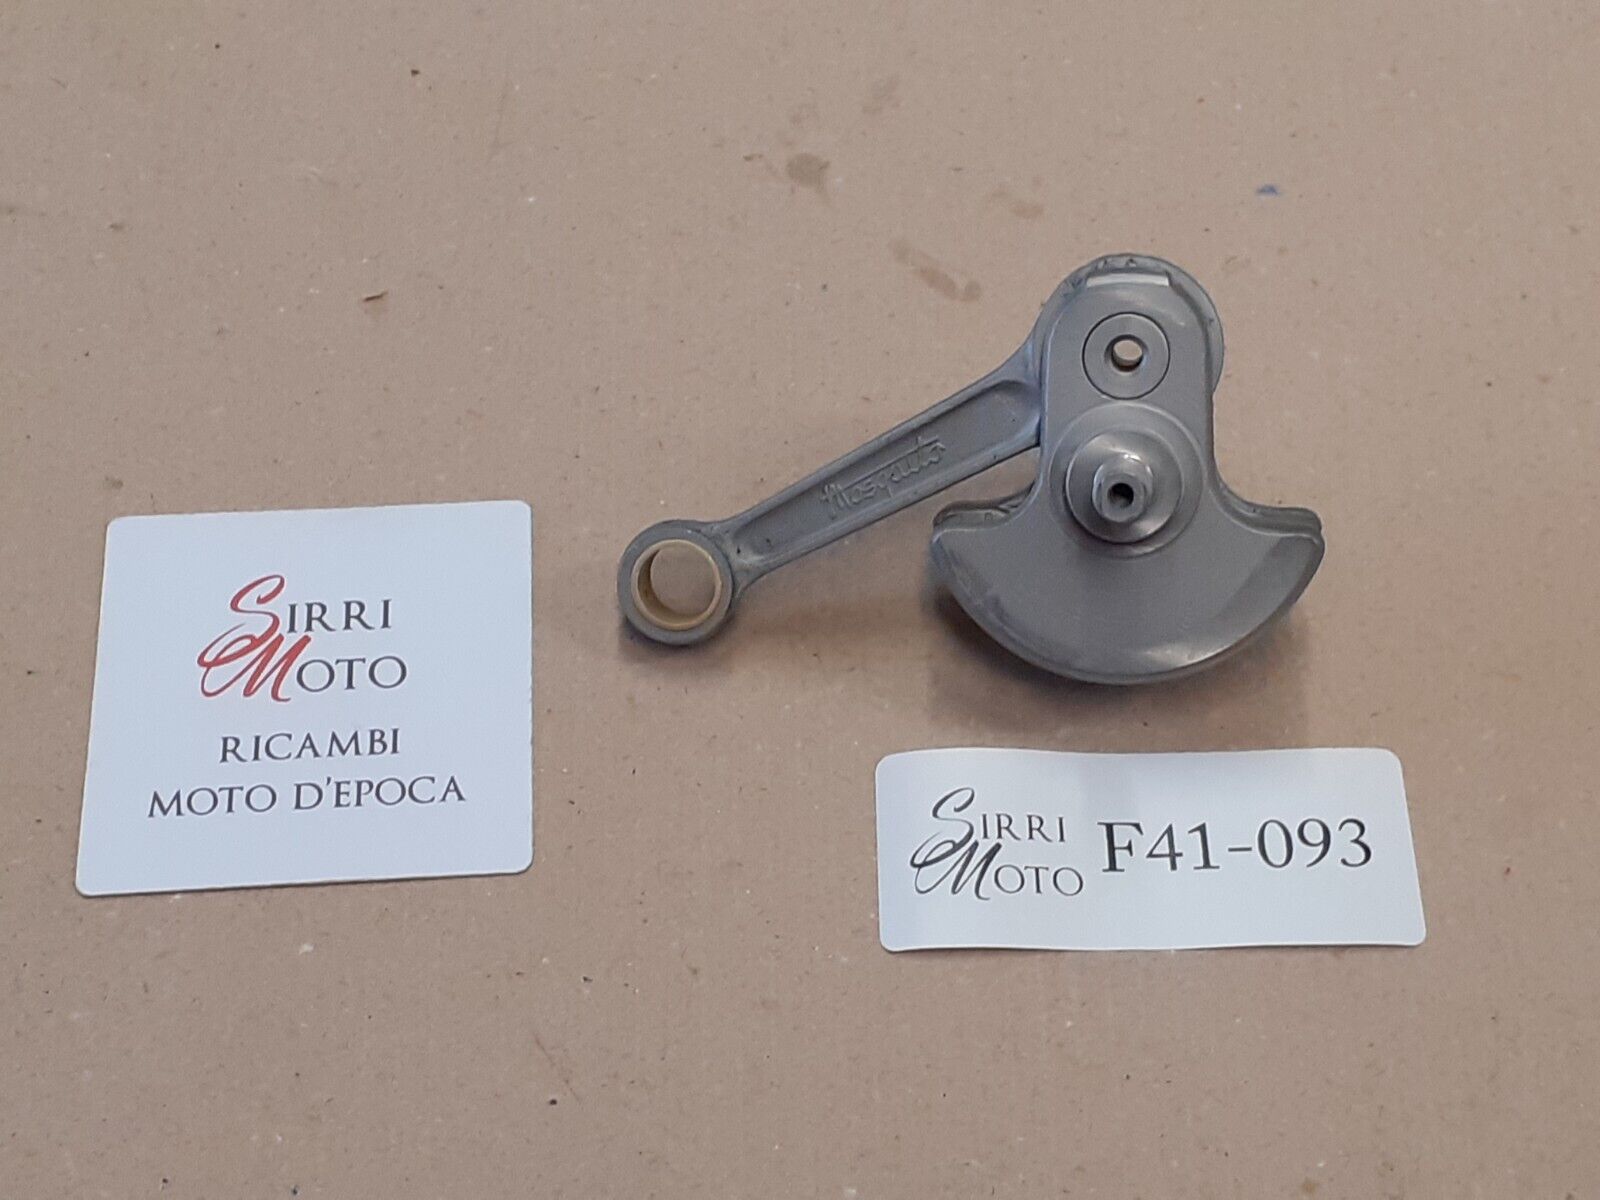 SIRRI
MOTO
RICAMBI
MOTO D'EPOCA
Mosquito
SIRRI
MOTO
F41-093